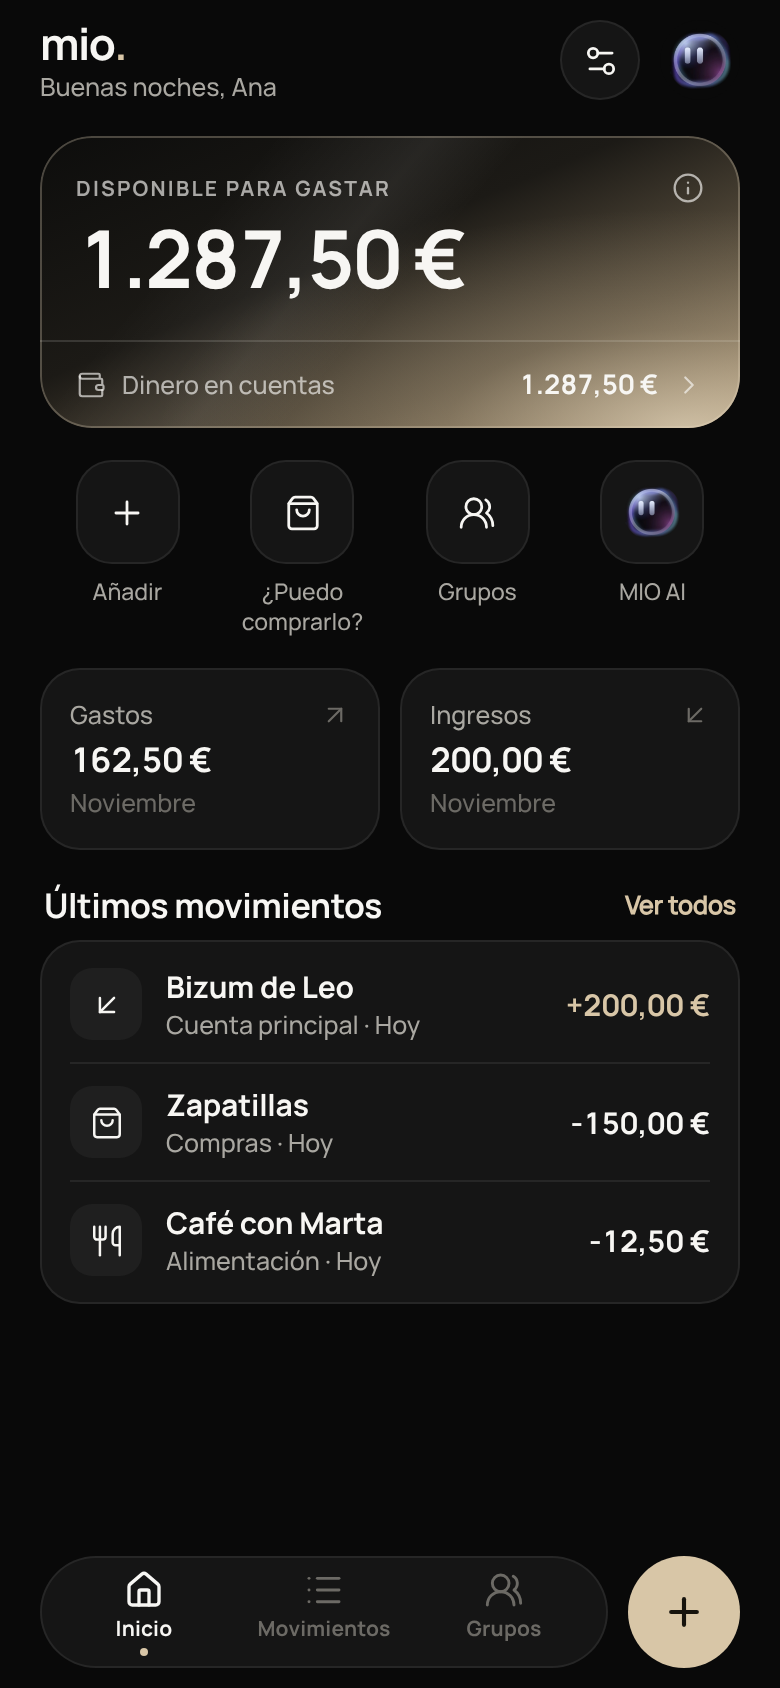 mio.
Buenas noches, Ana
DISPONIBLE PARA GASTAR
1.287,50 €
Dinero en cuentas 1.287,50 €
Añadir
¿Puedo
comprarlo?
Grupos
MIO AI
Gastos
162,50 €
Noviembre
Ingresos
200,00 €
Noviembre
Últimos movimientos Ver todos
Bizum de Leo
Cuenta principal · Hoy
+200,00 €
Zapatillas
Compras · Hoy
-150,00 €
Café con Marta
Alimentación · Hoy
-12,50 €
Inicio
Movimientos
Grupos